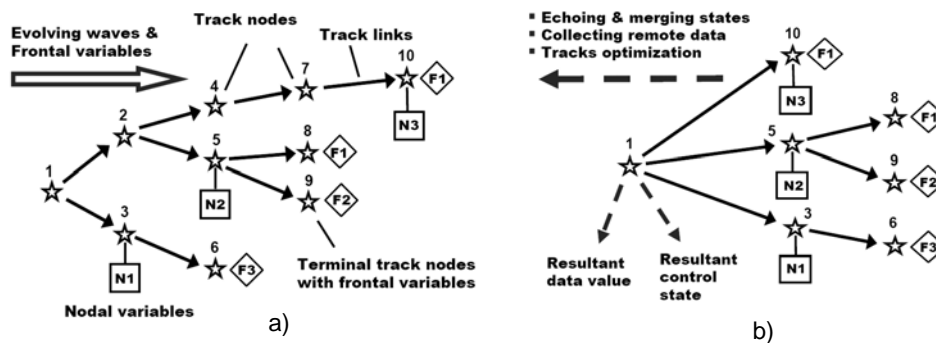 Evolving waves &
Frontal variables
Track nodes
Track links
10
F1
7
4
N3
2
8
5
F1
1
9
N2
F2
3
6
F3
N1
Terminal track nodes
with frontal variables
Nodal variables
a)
Echoing & merging states
Collecting remote data
Tracks optimization
10
F1
N3
8
F1
5
1
9
N2
F2
3
6
F3
N1
Resultant
data value
Resultant
control
state
b)